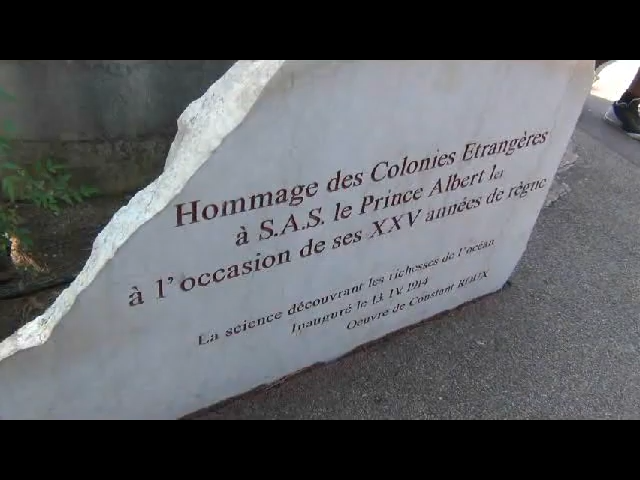 Hommage des Colonies Etrangères
à S.A.S. le Prince Albert Ier
à l'occasion de ses XXV années de règne
La science découvrant les richesses de l'océan
Inauguré le 13. IV. 1914
Oeuvre de Constant ROUX